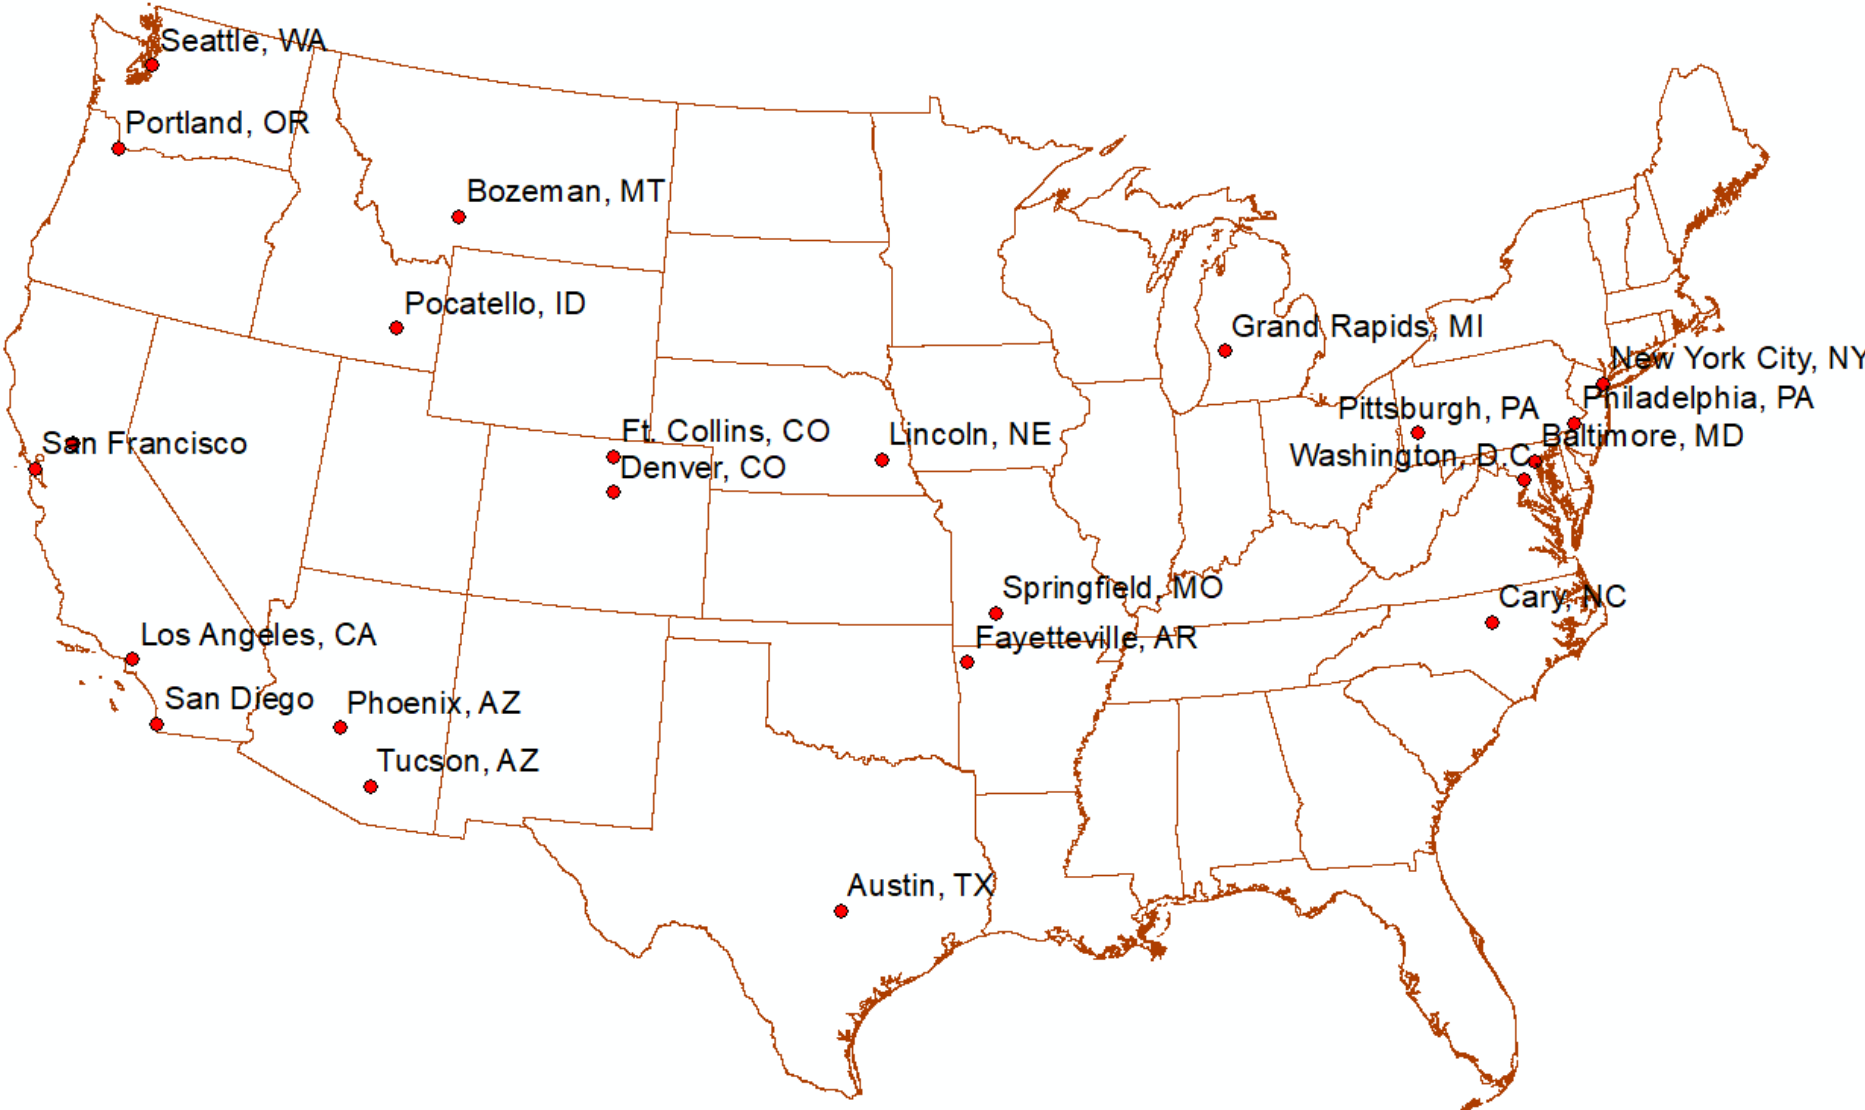 Seattle, WA
Portland, OR
Bozeman, MT
Pocatello, ID
Grand Rapids, MI
New York City, NY
Philadelphia, PA
Pittsburgh, PA
Baltimore, MD
Washington, D.C.
Ft. Collins, CO
Lincoln, NE
San Francisco
Denver, CO
Springfield, MO
Cary, NC
Los Angeles, CA
Fayetteville, AR
San Diego
Phoenix, AZ
Tucson, AZ
Austin, TX